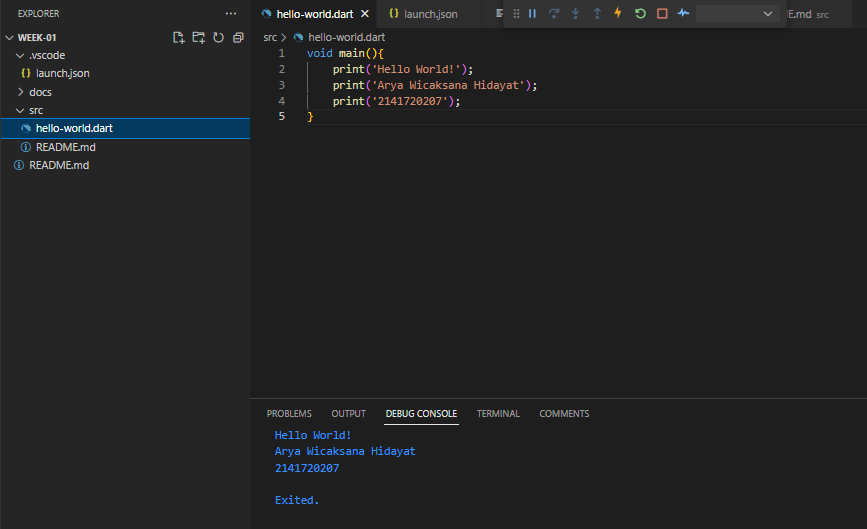 EXPLORER
WEEK-01
.vscode
{} launch.json
docs
src
hello-world.dart
README.md
README.md
hello-world.dart
{} launch.json
E.md src
src > hello-world.dart
1 void main(){
2 print('Hello World!');
3 print('Arya Wicaksana Hidayat');
4 print('2141720207');
5 }
PROBLEMS OUTPUT DEBUG CONSOLE TERMINAL COMMENTS
Hello World!
Arya Wicaksana Hidayat
2141720207
Exited.